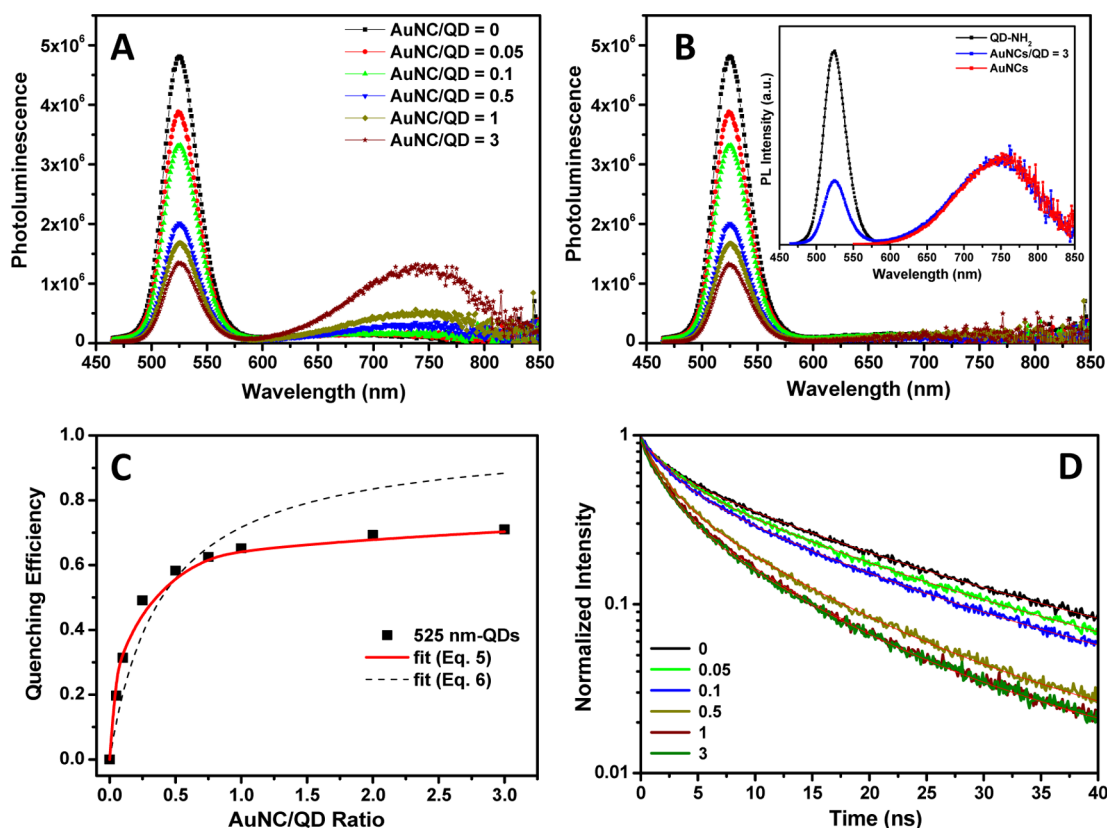 A
AuNC/QD = 0
AuNC/QD = 0.05
AuNC/QD = 0.1
AuNC/QD = 0.5
AuNC/QD = 1
AuNC/QD = 3
5x10⁶
4x10⁶
3x10⁶
2x10⁶
1x10⁶
0
Photoluminescence
450 500 550 600 650 700 750 800 850
Wavelength (nm)
B
5x10⁶
4x10⁶
3x10⁶
2x10⁶
1x10⁶
0
Photoluminescence
450 500 550 600 650 700 750 800 850
Wavelength (nm)
QD-NH₂
AuNCs/QD = 3
AuNCs
PL Intensity (a.u.)
450 500 550 600 650 700 750 800 850
Wavelength (nm)
C
1.0
0.8
0.6
0.4
0.2
0.0
Quenching Efficiency
525 nm-QDs
fit (Eq. 5)
fit (Eq. 6)
0.0 0.5 1.0 1.5 2.0 2.5 3.0
AuNC/QD Ratio
D
1
0.1
0.01
Normalized Intensity
0
0.05
0.1
0.5
1
3
0 5 10 15 20 25 30 35 40
Time (ns)